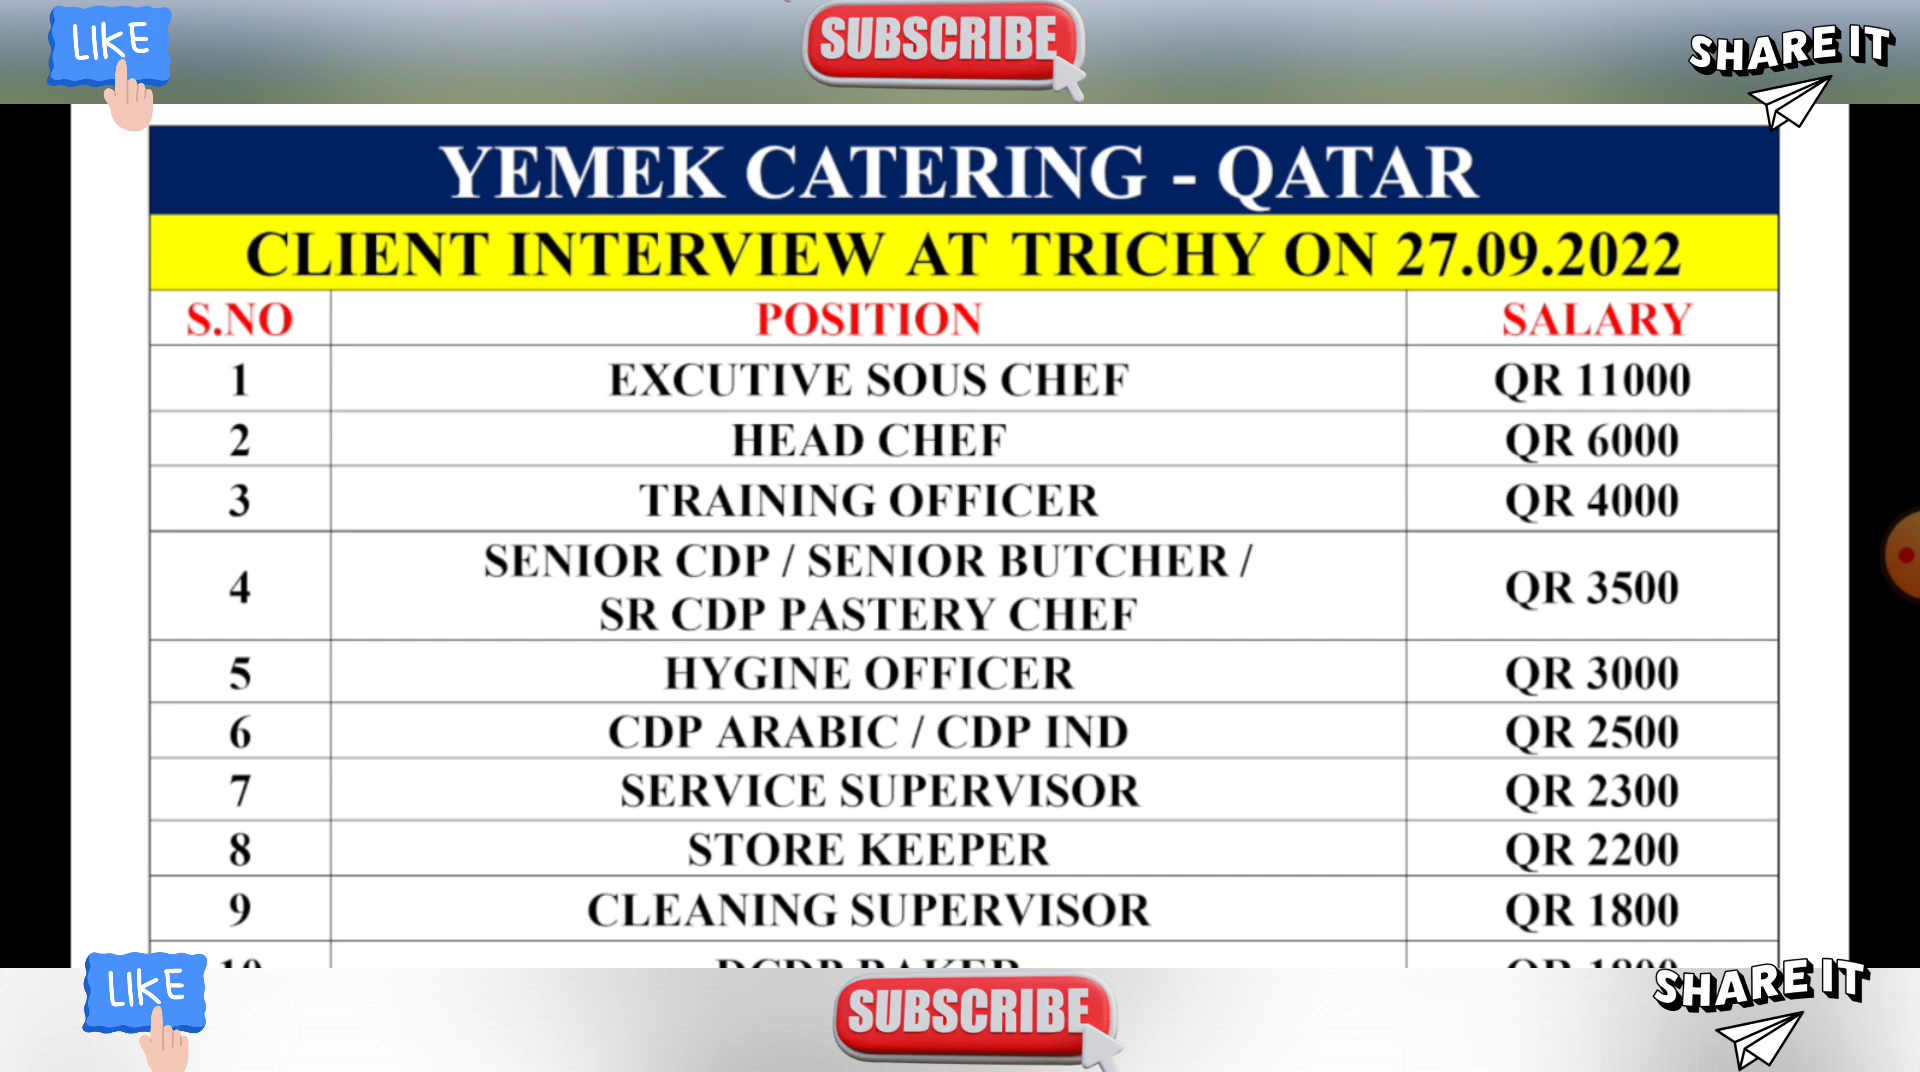 LIKE
SUBSCRIBE
SHARE IT
YEMEK CATERING - QATAR
CLIENT INTERVIEW AT TRICHY ON 27.09.2022
S.NO POSITION SALARY
1 EXCUTIVE SOUS CHEF QR 11000
2 HEAD CHEF QR 6000
3 TRAINING OFFICER QR 4000
4 SENIOR CDP / SENIOR BUTCHER / QR 3500
SR CDP PASTERY CHEF
5 HYGINE OFFICER QR 3000
6 CDP ARABIC / CDP IND QR 2500
7 SERVICE SUPERVISOR QR 2300
8 STORE KEEPER QR 2200
9 CLEANING SUPERVISOR QR 1800
10 BAKER QR
LIKE
SUBSCRIBE
SHARE IT